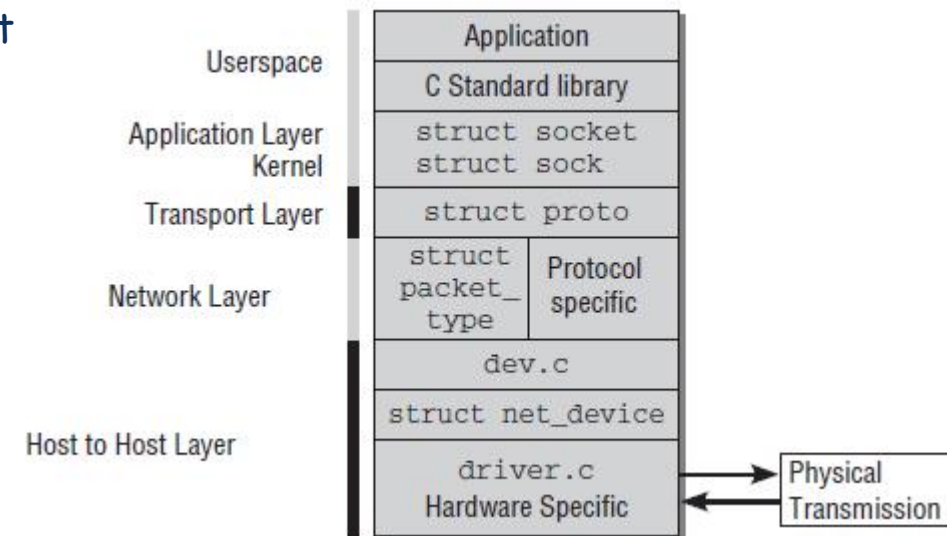 t
Userspace
Application Layer
Kernel
Transport Layer
Network Layer
Host to Host Layer
Application
C Standard library
struct socket
struct sock
struct proto
struct
packet_
type
Protocol
specific
dev.c
struct net_device
driver.c
Hardware Specific
Physical
Transmission